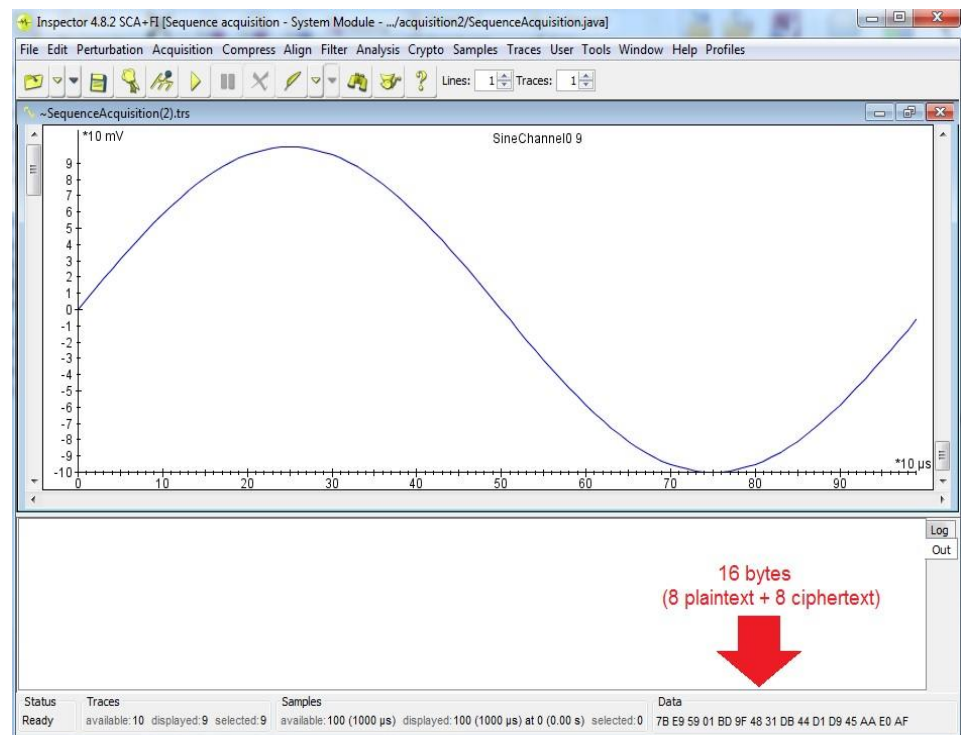 Inspector 4.8.2 SCA+FI [Sequence acquisition - System Module - .../acquisition2/SequenceAcquisition.java]
File Edit Perturbation Acquisition Compress Align Filter Analysis Crypto Samples Traces User Tools Window Help Profiles
Lines: 1 Traces: 1
~SequenceAcquisition(2).trs
*10 mV
SineChannel0 9
9
8
7
6
5
4
3
2
1
0
-1
-2
-3
-4
-5
-6
-7
-8
-9
-10
*10 µs
0 10 20 30 40 50 60 70 80 90
Log
Out
16 bytes
(8 plaintext + 8 ciphertext)
Status Traces Samples Data
Ready available: 10 displayed: 9 selected: 9 available: 100 (1000 µs) displayed: 100 (1000 µs) at 0 (0.00 s) selected: 0 7B E9 59 01 BD 9F 48 31 DB 44 D1 D9 45 AA E0 AF